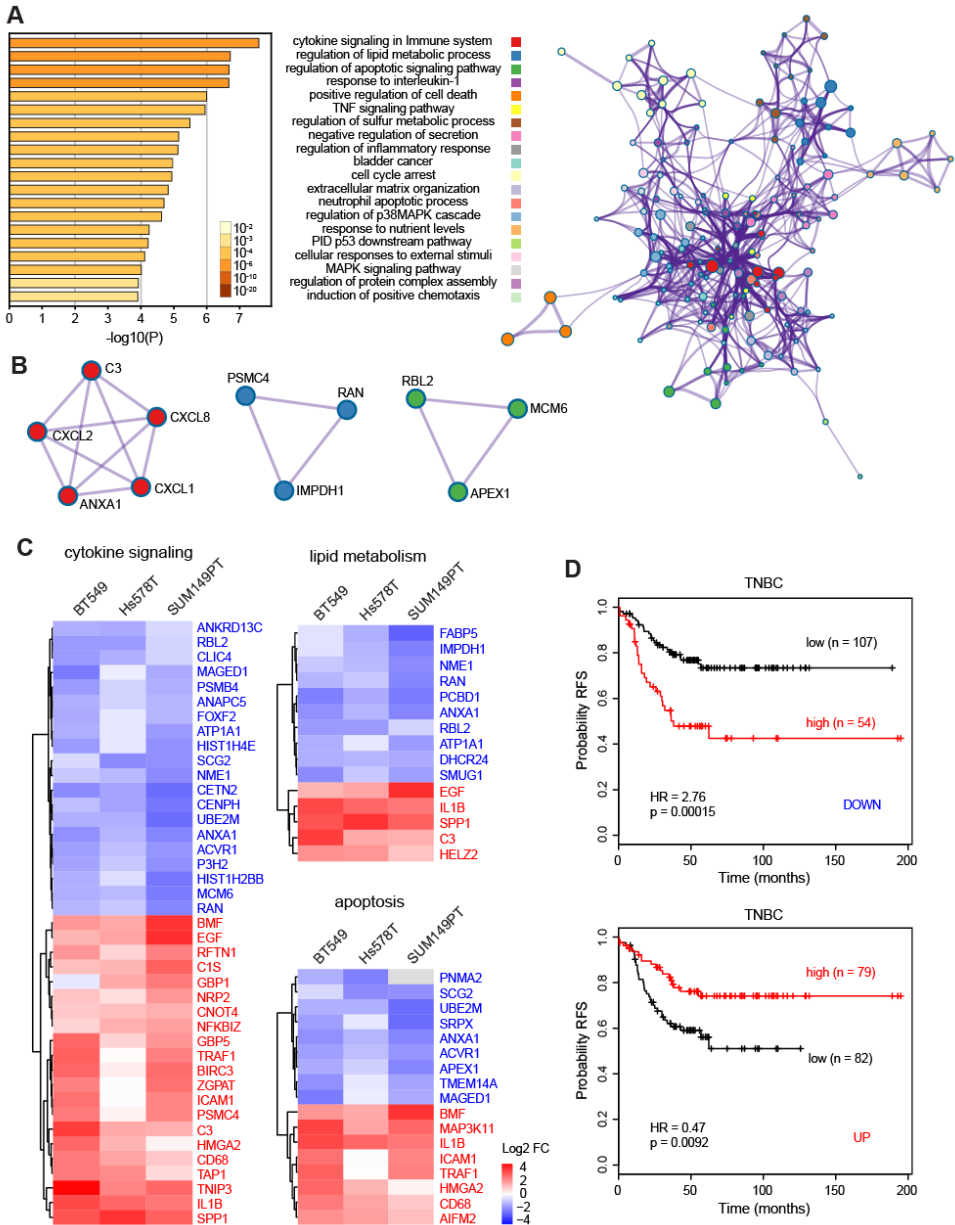 A
cytokine signaling in Immune system
regulation of lipid metabolic process
regulation of apoptotic signaling pathway
response to interleukin-1
positive regulation of cell death
TNF signaling pathway
regulation of sulfur metabolic process
negative regulation of secretion
regulation of inflammatory response
bladder cancer
cell cycle arrest
extracellular matrix organization
neutrophil apoptotic process
regulation of p38MAPK cascade
response to nutrient levels
PID p53 downstream pathway
cellular responses to external stimuli
MAPK signaling pathway
regulation of protein complex assembly
induction of positive chemotaxis
10-2
10-3
10-4
10-6
10-10
10-20
0 1 2 3 4 5 6 7
-log10(P)
B
C3
CXCL8
CXCL2
CXCL1
ANXA1
PSMC4
RAN
IMPDH1
RBL2
MCM6
APEX1
C
cytokine signaling
BT549 Hs578T SUM149PT
ANKRD13C
RBL2
CLIC4
MAGED1
PSMB4
ANAPC5
FOXF2
ATP1A1
HIST1H4E
SCG2
NME1
CETN2
CENPH
UBE2M
ANXA1
ACVR1
P3H2
HIST1H2BB
MCM6
RAN
BMF
EGF
RFTN1
C1S
GBP1
NRP2
CNOT4
NFKBIZ
GBP5
TRAF1
BIRC3
ZGPAT
ICAM1
PSMC4
C3
HMGA2
CD68
TAP1
TNIP3
IL1B
SPP1
lipid metabolism
BT549 Hs578T SUM149PT
FABP5
IMPDH1
NME1
RAN
PCBD1
ANXA1
RBL2
ATP1A1
DHCR24
SMUG1
EGF
IL1B
SPP1
C3
HELZ2
apoptosis
BT549 Hs578T SUM149PT
PNMA2
SCG2
UBE2M
SRPX
ANXA1
ACVR1
APEX1
TMEM14A
MAGED1
BMF
MAP3K11
IL1B
ICAM1
TRAF1
HMGA2
CD68
AIFM2
Log2 FC
4
2
0
−2
−4
D
TNBC
Probability RFS
1.0
0.8
0.6
0.4
0.2
0.0
low (n = 107)
high (n = 54)
HR = 2.76
p = 0.00015
DOWN
0 50 100 150 200
Time (months)
TNBC
Probability RFS
1.0
0.8
0.6
0.4
0.2
0.0
high (n = 79)
low (n = 82)
HR = 0.47
p = 0.0092
UP
0 50 100 150 200
Time (months)